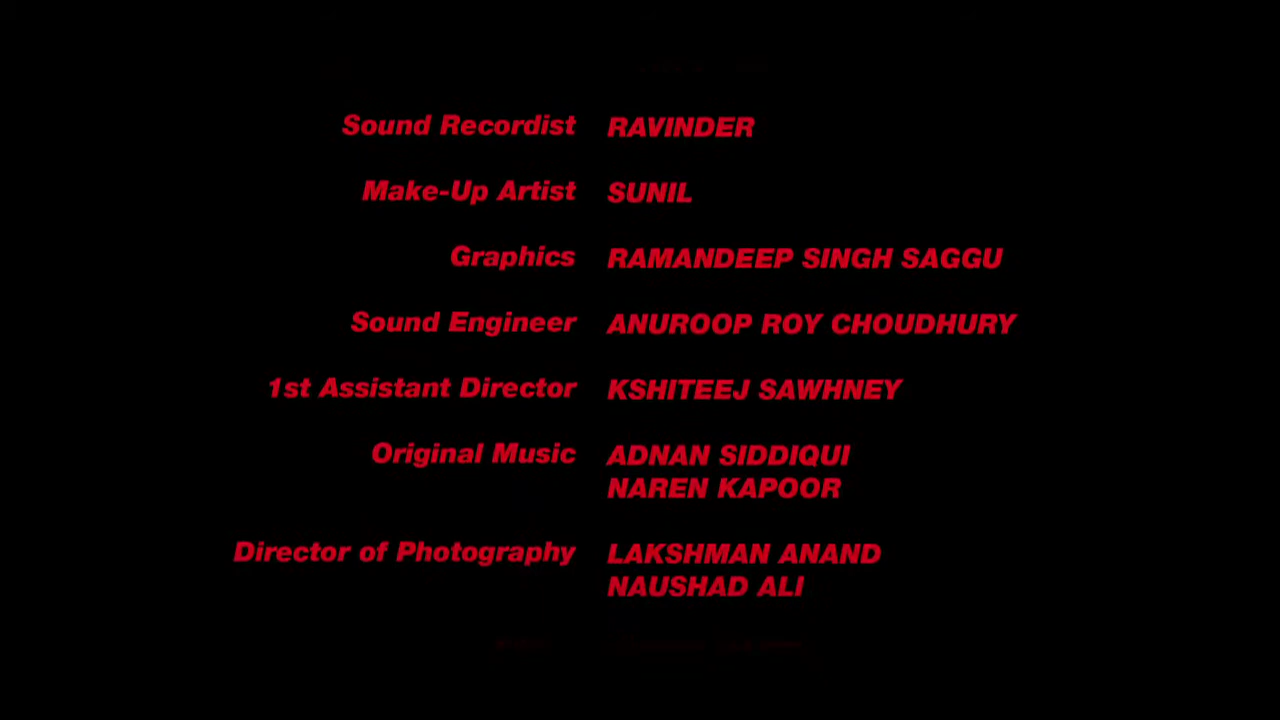 Sound Recordist RAVINDER
Make-Up Artist SUNIL
Graphics RAMANDEEP SINGH SAGGU
Sound Engineer ANUROOP ROY CHOUDHURY
1st Assistant Director KSHITEEJ SAWHNEY
Original Music ADNAN SIDDIQUI
NAREN KAPOOR
Director of Photography LAKSHMAN ANAND
NAUSHAD ALI